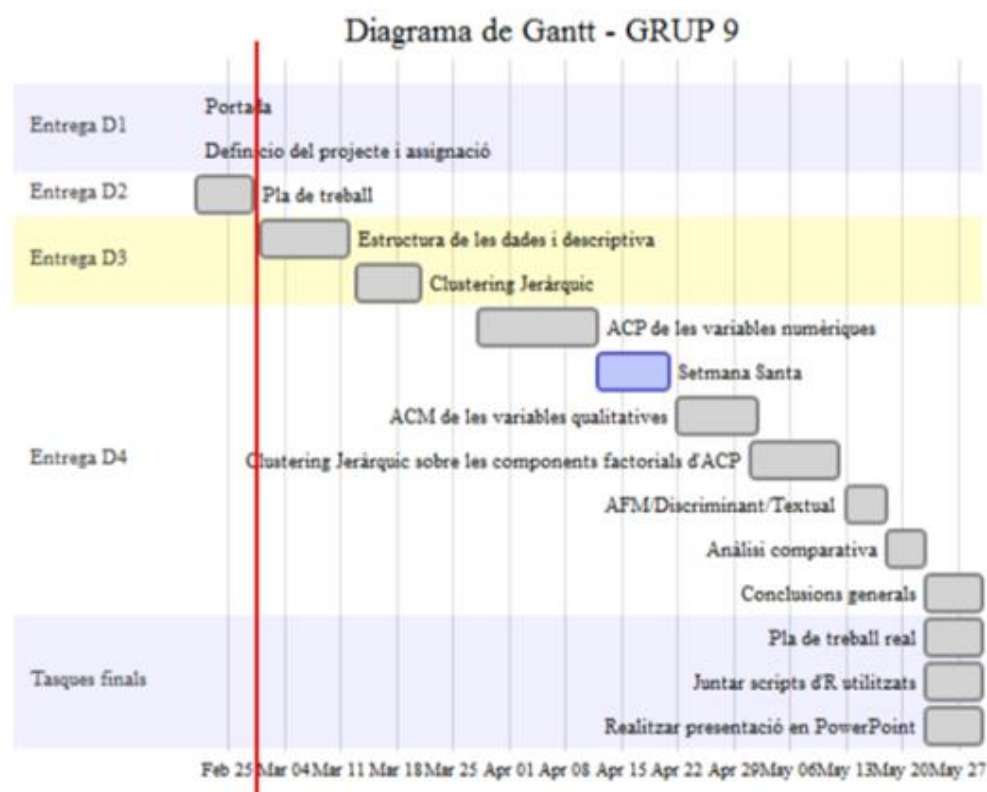 Diagrama de Gantt - GRUP 9
Entrega D1
Portada
Definicio del projecte i assignació
Entrega D2
Pla de treball
Entrega D3
Estructura de les dades i descriptiva
Clustering Jeràrquic
Entrega D4
ACP de les variables numèriques
Setmana Santa
ACM de les variables qualitatives
Clustering Jeràrquic sobre les components factorials d'ACP
AFM/Discriminant/Textual
Anàlisi comparativa
Conclusions generals
Tasques finals
Pla de treball real
Juntar scripts d'R utilitzats
Realitzar presentació en PowerPoint
Feb 25 Mar 04 Mar 11 Mar 18 Mar 25 Apr 01 Apr 08 Apr 15 Apr 22 Apr 29 May 06 May 13 May 20 May 27